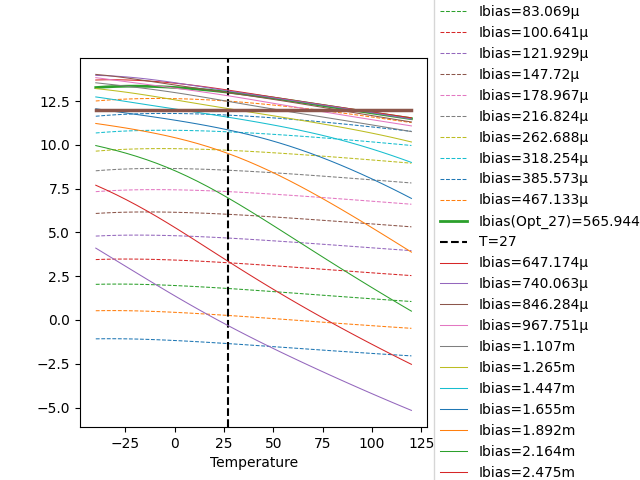 12.5
10.0
7.5
5.0
2.5
0.0
−2.5
−5.0
−25
0
25
50
75
100
125
Temperature
Ibias=83.069μ
Ibias=100.641μ
Ibias=121.929μ
Ibias=147.72μ
Ibias=178.967μ
Ibias=216.824μ
Ibias=262.688μ
Ibias=318.254μ
Ibias=385.573μ
Ibias=467.133μ
Ibias(Opt_27)=565.944
T=27
Ibias=647.174μ
Ibias=740.063μ
Ibias=846.284μ
Ibias=967.751μ
Ibias=1.107m
Ibias=1.265m
Ibias=1.447m
Ibias=1.655m
Ibias=1.892m
Ibias=2.164m
Ibias=2.475m